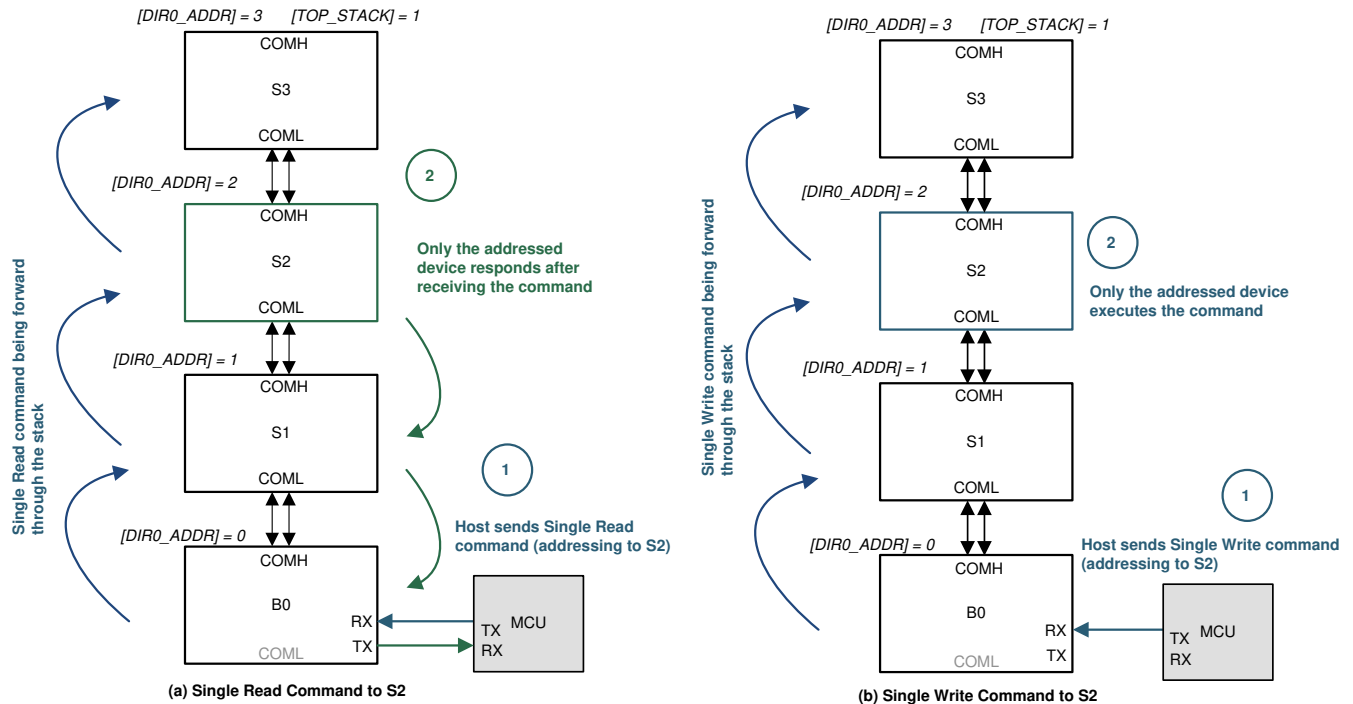 [DIR0_ADDR] = 3 [TOP_STACK] = 1
COMH
S3
COML
[DIR0_ADDR] = 2
2
COMH
S2
COML
Only the addressed
device responds after
receiving the command
[DIR0_ADDR] = 1
COMH
S1
COML
1
Host sends Single Read
command (addressing to S2)
[DIR0_ADDR] = 0
COMH
B0
RX
TX
COML
TX
RX
MCU
Single Read command being forward
through the stack
(a) Single Read Command to S2
[DIR0_ADDR] = 3 [TOP_STACK] = 1
COMH
S3
COML
[DIR0_ADDR] = 2
2
COMH
S2
COML
Only the addressed device
executes the command
[DIR0_ADDR] = 1
COMH
S1
COML
1
Host sends Single Write command
(addressing to S2)
[DIR0_ADDR] = 0
COMH
B0
RX
TX
COML
TX
RX
MCU
Single Write command being forward
through the stack
(b) Single Write Command to S2